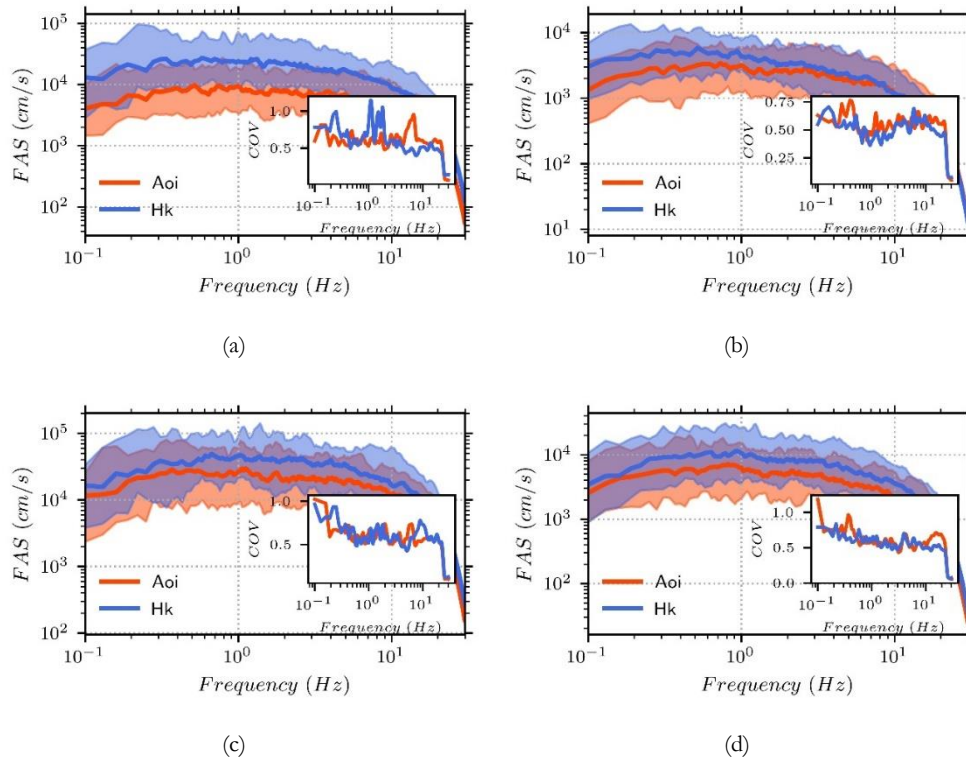 10^5
10^4
10^3
10^2
FAS (cm/s)
Aoi
Hk
1.0
0.5
COV
10^-1 10^0 10^1
Frequency (Hz)
10^-1 10^0 10^1
Frequency (Hz)
(a)
10^4
10^3
10^2
10^1
FAS (cm/s)
Aoi
Hk
0.75
0.50
0.25
COV
10^-1 10^0 10^1
Frequency (Hz)
10^-1 10^0 10^1
Frequency (Hz)
(b)
10^5
10^4
10^3
10^2
FAS (cm/s)
Aoi
Hk
1.0
0.5
COV
10^-1 10^0 10^1
Frequency (Hz)
10^-1 10^0 10^1
Frequency (Hz)
(c)
10^4
10^3
10^2
FAS (cm/s)
Aoi
Hk
1.0
0.5
0.0
COV
10^-1 10^0 10^1
Frequency (Hz)
10^-1 10^0 10^1
Frequency (Hz)
(d)